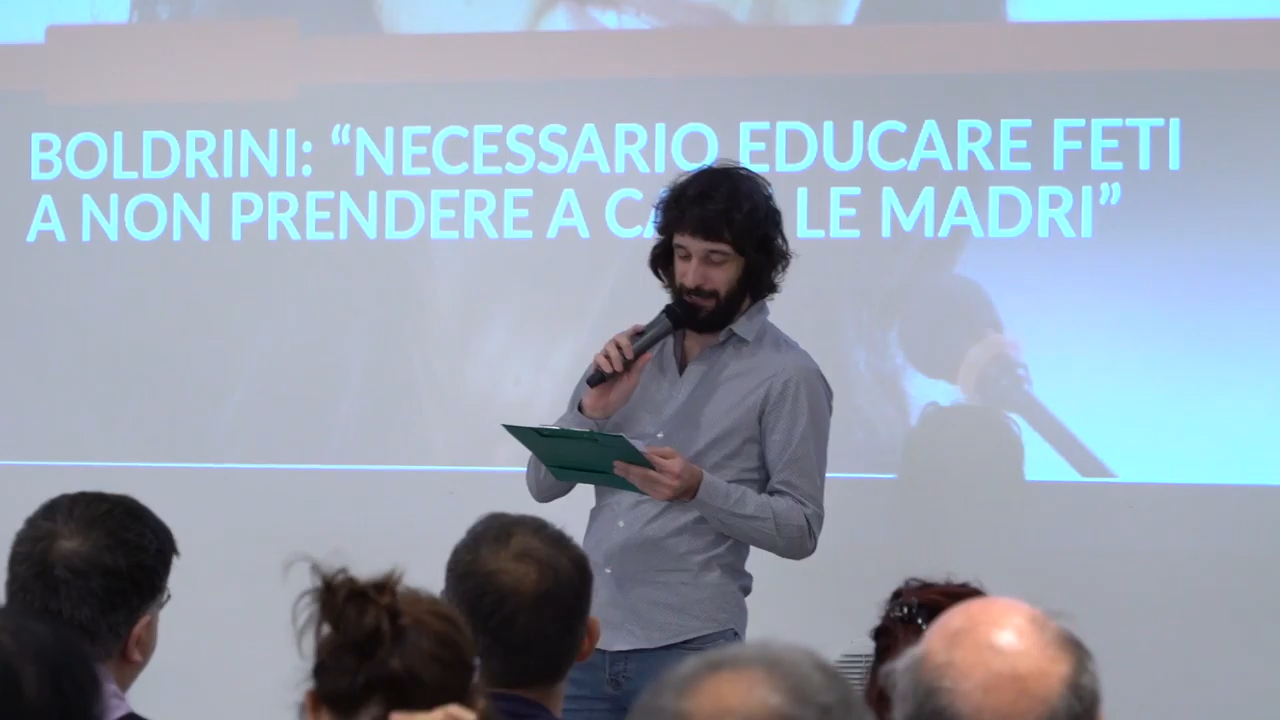 BOLDRINI: “NECESSARIO EDUCARE FETI
A NON PRENDERE A LE MADRI”